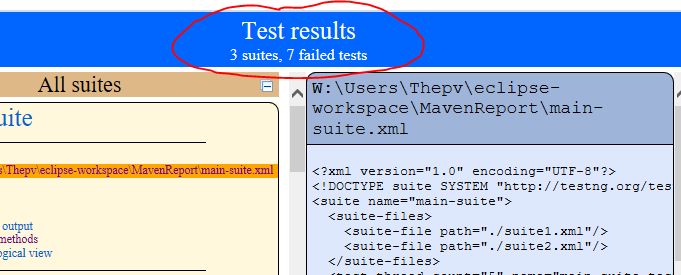 Test results
3 suites, 7 failed tests
All suites
uite
s\Thepv\eclipse-workspace\MavenReport\main-suite.xml
output
methods
ogical view
W:\Users\Thepv\eclipse-
workspace\MavenReport\main-
suite.xml
<?xml version="1.0" encoding="UTF-8"?>
<!DOCTYPE suite SYSTEM "http://testng.org/tes
<suite name="main-suite">
<suite-files>
<suite-file path="./suite1.xml"/>
<suite-file path="./suite2.xml"/>
</suite-files>